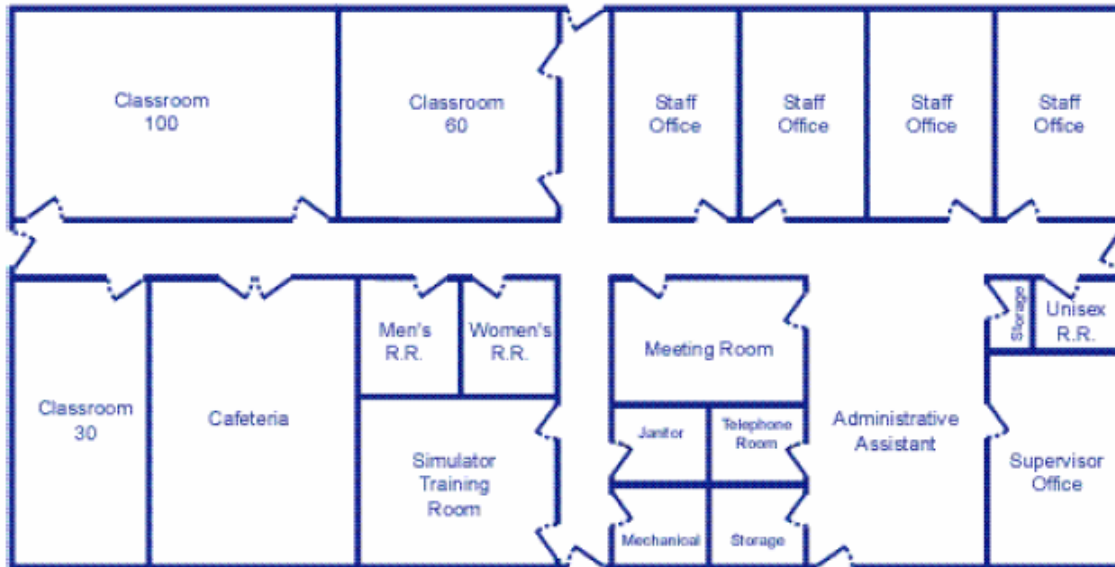 Classroom
100
Classroom
60
Staff
Office
Staff
Office
Staff
Office
Staff
Office
Classroom
30
Cafeteria
Men's
R.R.
Women's
R.R.
Simulator
Training
Room
Meeting Room
Janitor
Telephone
Room
Mechanical
Storage
Administrative
Assistant
Storage
Unisex
R.R.
Supervisor
Office